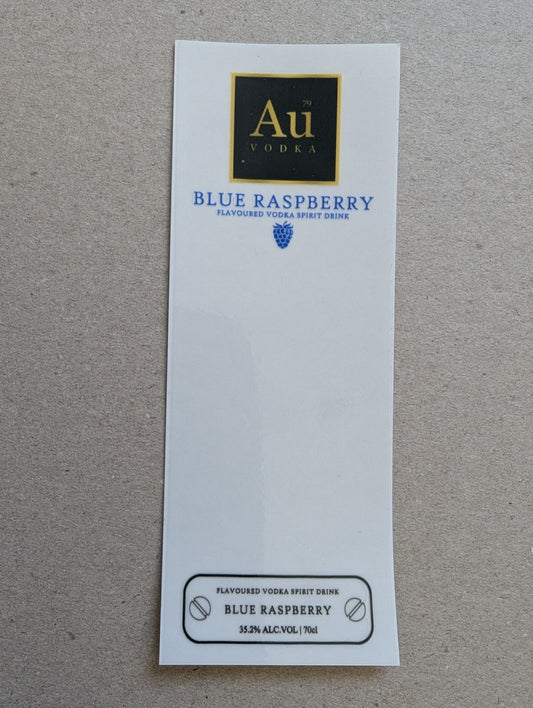 79
Au
VODKA
BLUE RASPBERRY
FLAVOURED VODKA SPIRIT DRINK
FLAVOURED VODKA SPIRIT DRINK
BLUE RASPBERRY
35.2% ALC.VOL | 70cl